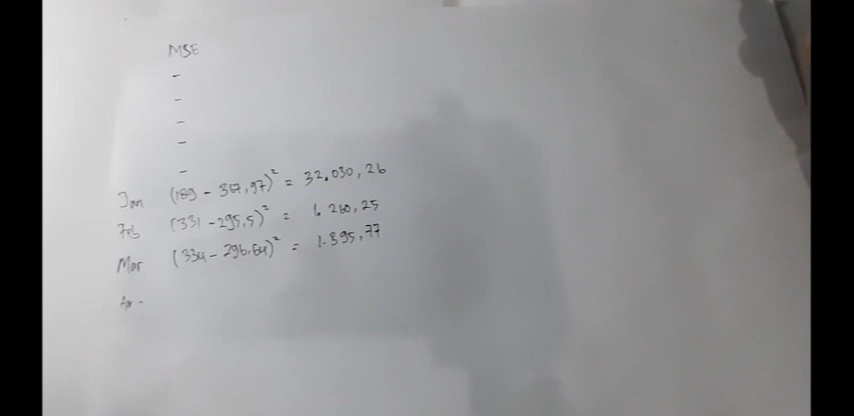 MSE
-
-
-
-
-
Jan (189 - 367,97)² = 32.030,26
Feb (331 - 295,5)² = 1.260,25
Mar (334 - 296,64)² = 1.395,77
Apr -